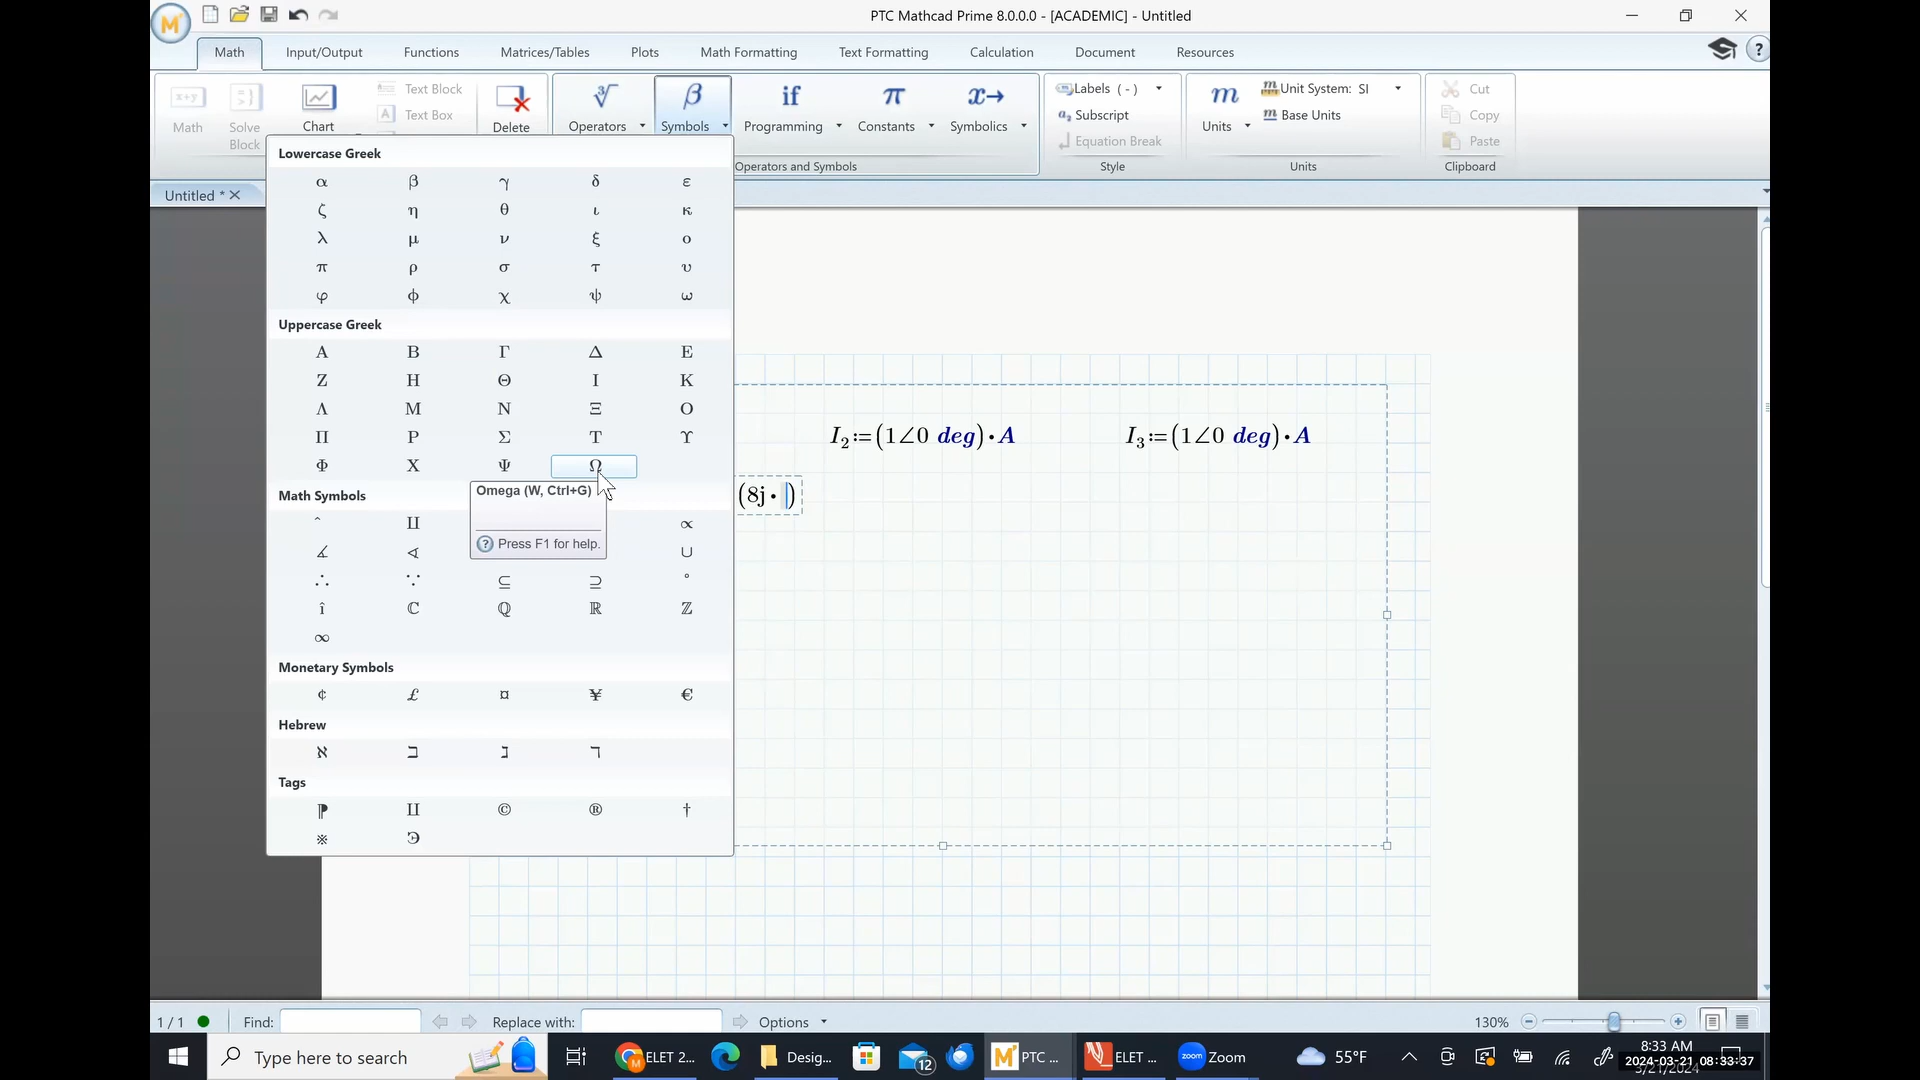 PTC Mathcad Prime 8.0.0.0 - [ACADEMIC] - Untitled
Math Input/Output Functions Matrices/Tables Plots Math Formatting Text Formatting Calculation Document Resources
Math
Solve Block
Chart
Text Block
Text Box
Delete
Operators
Symbols
Programming
Constants
Symbolics
Operators and Symbols
Labels ( - )
Subscript
Equation Break
Style
Units
Unit System: SI
Base Units
Units
Cut
Copy
Paste
Clipboard
Untitled *
Lowercase Greek
α β γ δ ε
ζ η θ ι κ
λ μ ν ξ ο
π ρ σ τ υ
φ ϕ χ ψ ω
Uppercase Greek
Α Β Γ Δ Ε
Ζ Η Θ Ι Κ
Λ Μ Ν Ξ Ο
Π Ρ Σ Τ ϒ
Φ Χ Ψ Ω
Omega (W, Ctrl+G)
Press F1 for help.
Math Symbols
∝
∡ ∢ ∪
∴ ∵ ⊆ ⊇ °
î ℂ ℚ ℝ ℤ
∞
Monetary Symbols
¢ £ ¤ ¥ €
Hebrew
א ב ג ד
Tags
© ® †
※ Э
I₂:=(1∠0 deg)·A
I₃:=(1∠0 deg)·A
(8j· )
1 / 1 Find: Replace with: Options 130%
Type here to search
ELET 2...
Desig...
12
PTC ...
ELET ...
zoom Zoom
55°F
8:33 AM
2024-03-21 08:33:37
3/21/2024